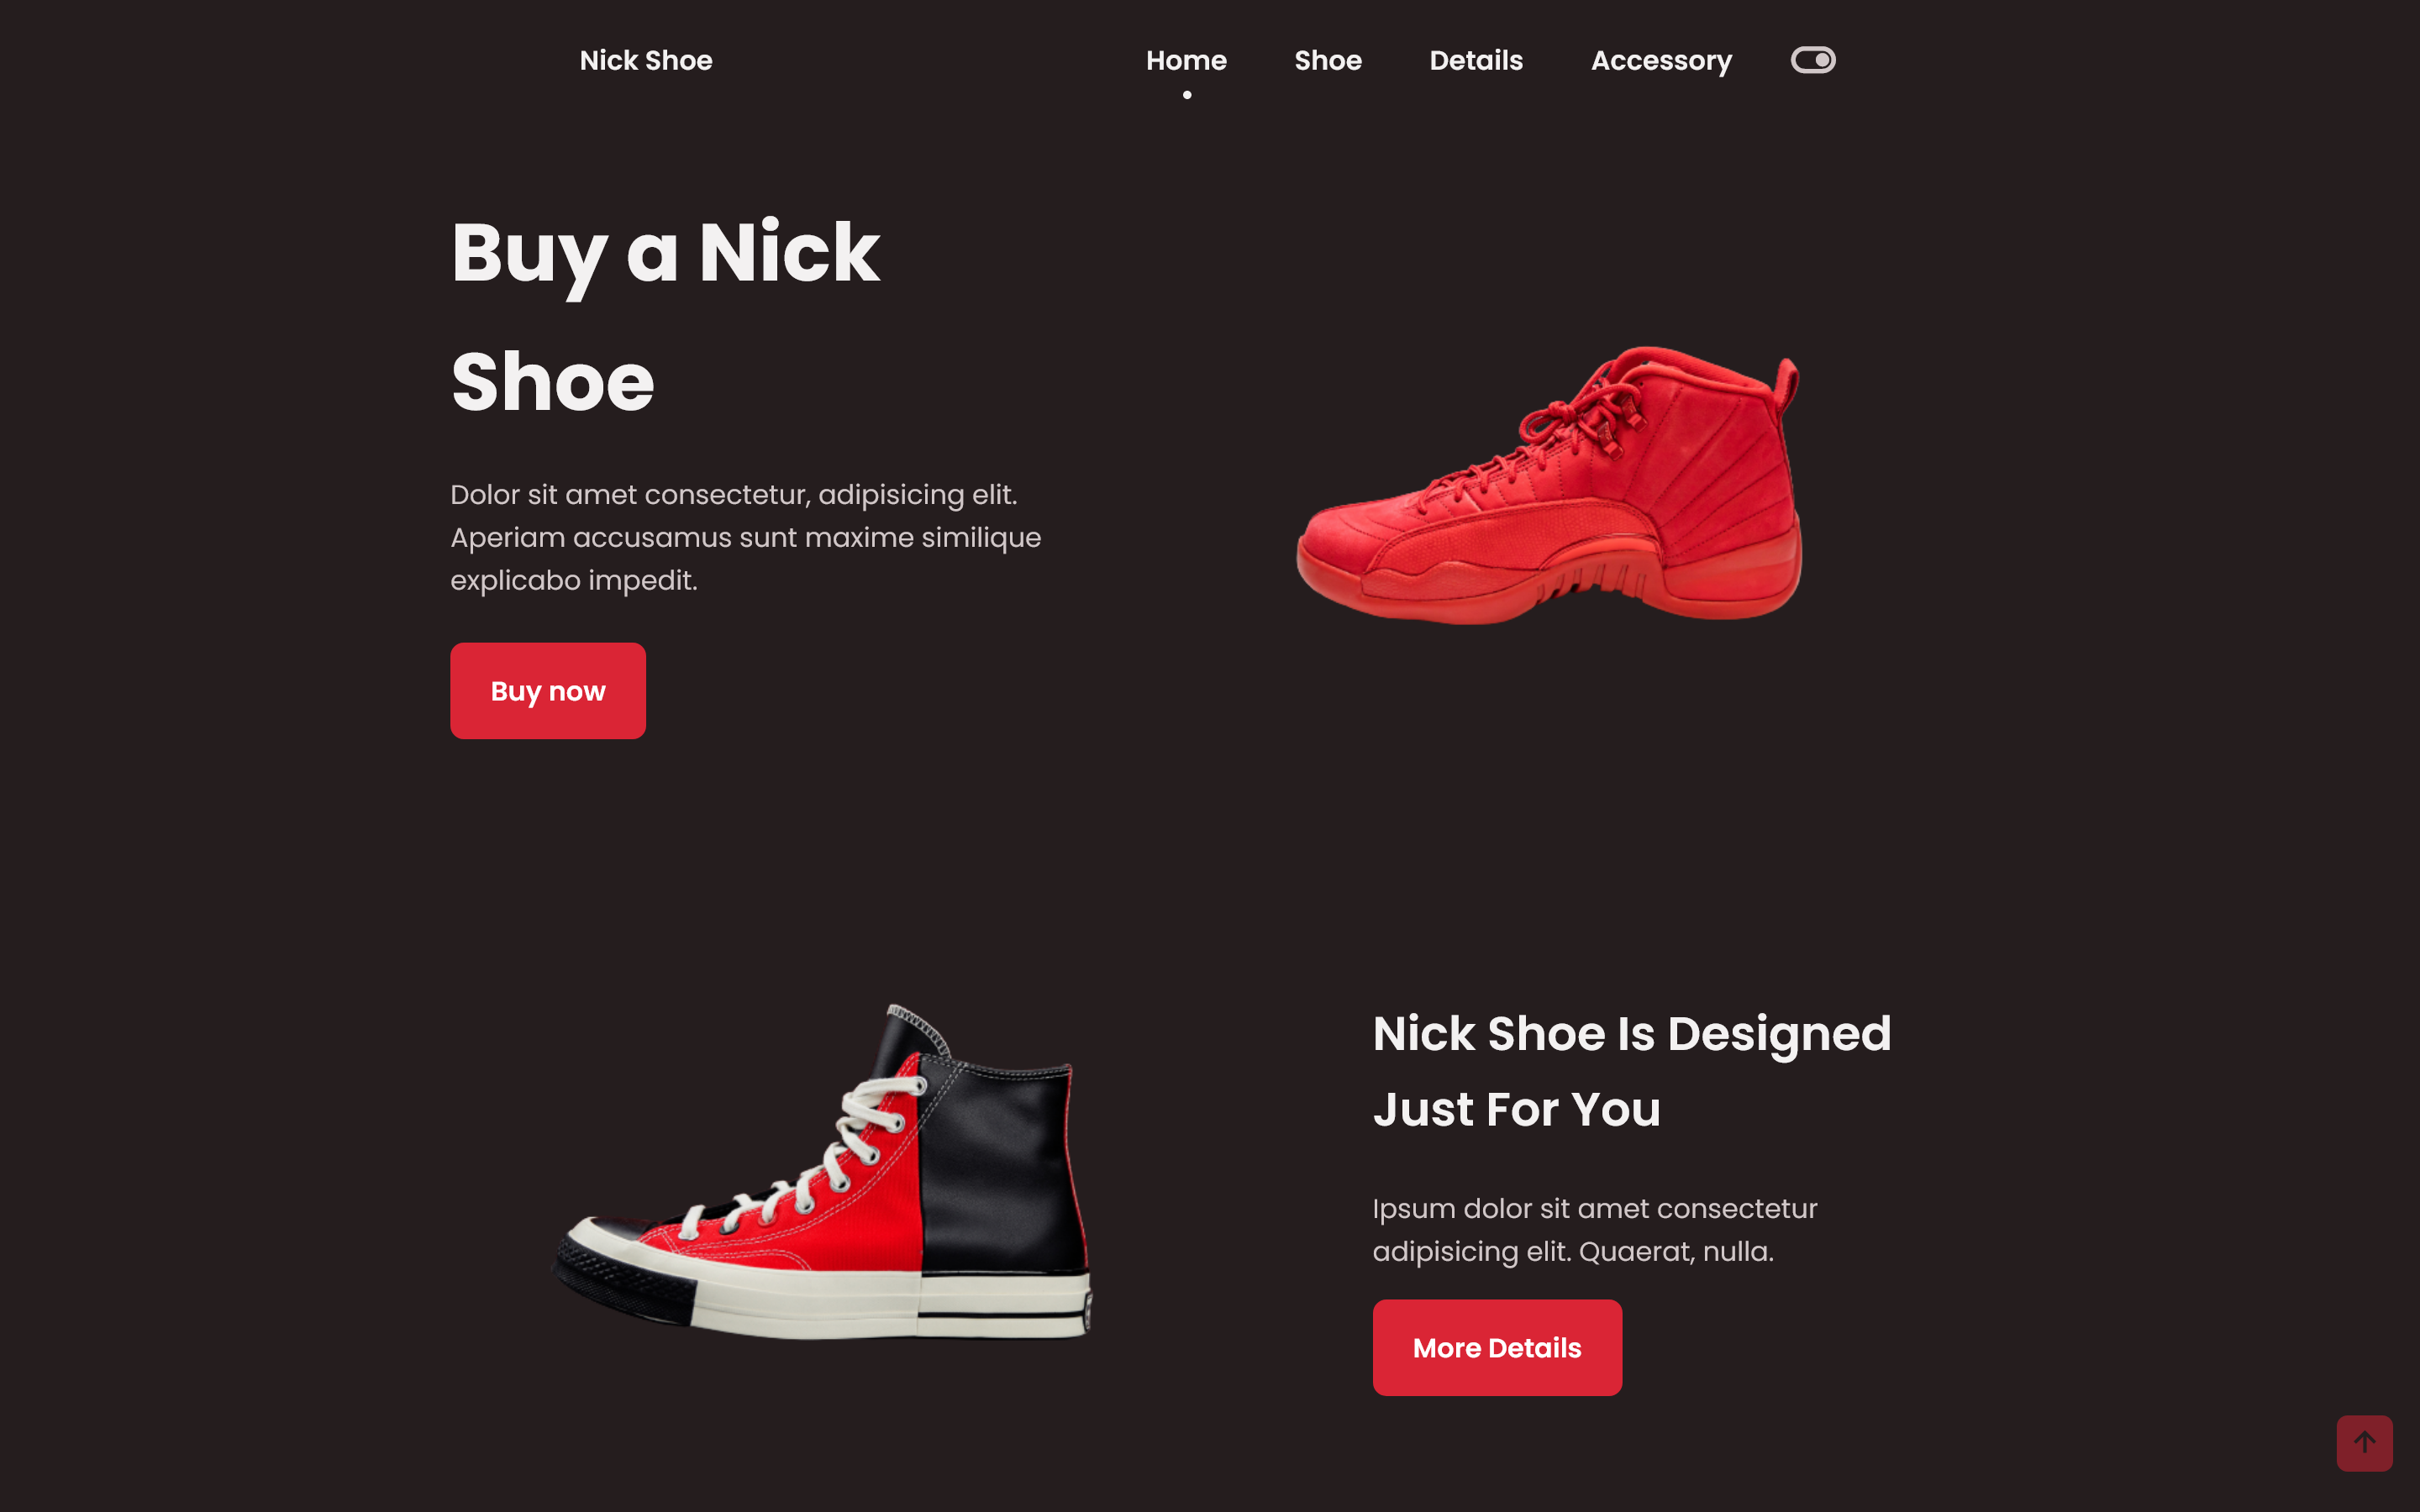 Nick Shoe
Home
Shoe
Details
Accessory
Buy a Nick
Shoe
Dolor sit amet consectetur, adipisicing elit.
Aperiam accusamus sunt maxime similique
explicabo impedit.
Buy now
Nick Shoe Is Designed
Just For You
Ipsum dolor sit amet consectetur
adipisicing elit. Quaerat, nulla.
More Details